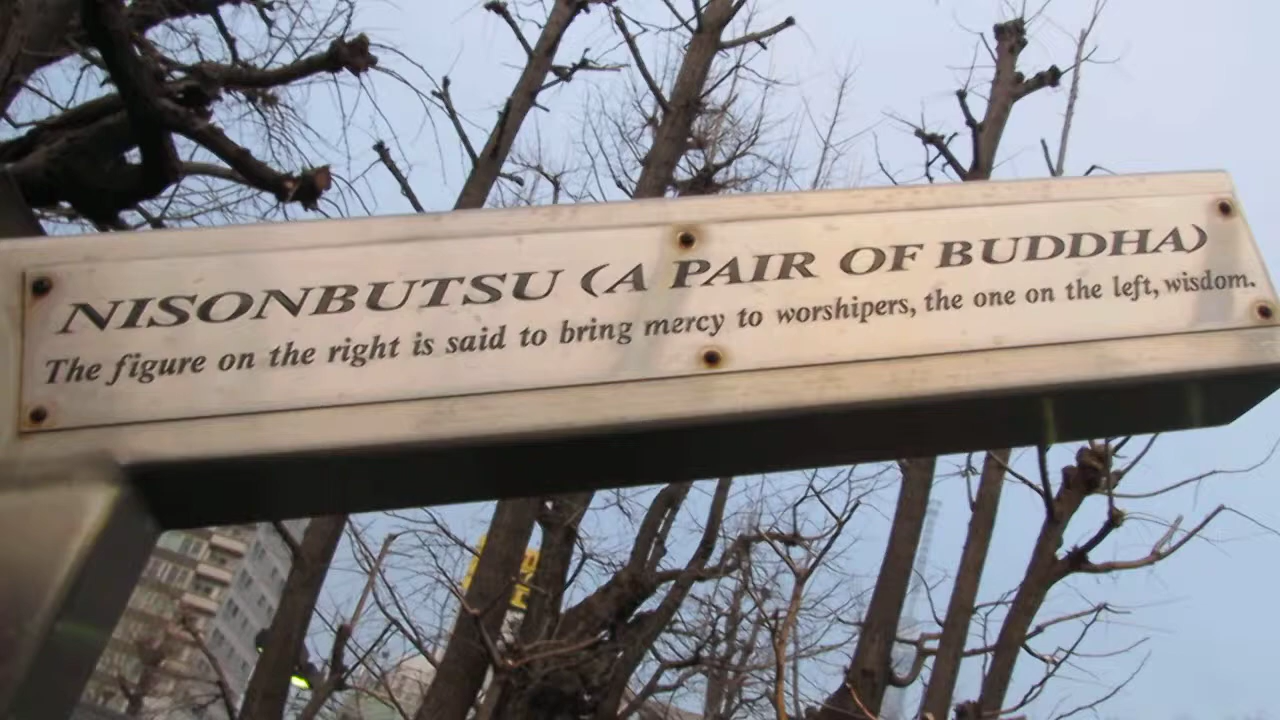 NISONBUTSU (A PAIR OF BUDDHA)
The figure on the right is said to bring mercy to worshipers, the one on the left, wisdom.